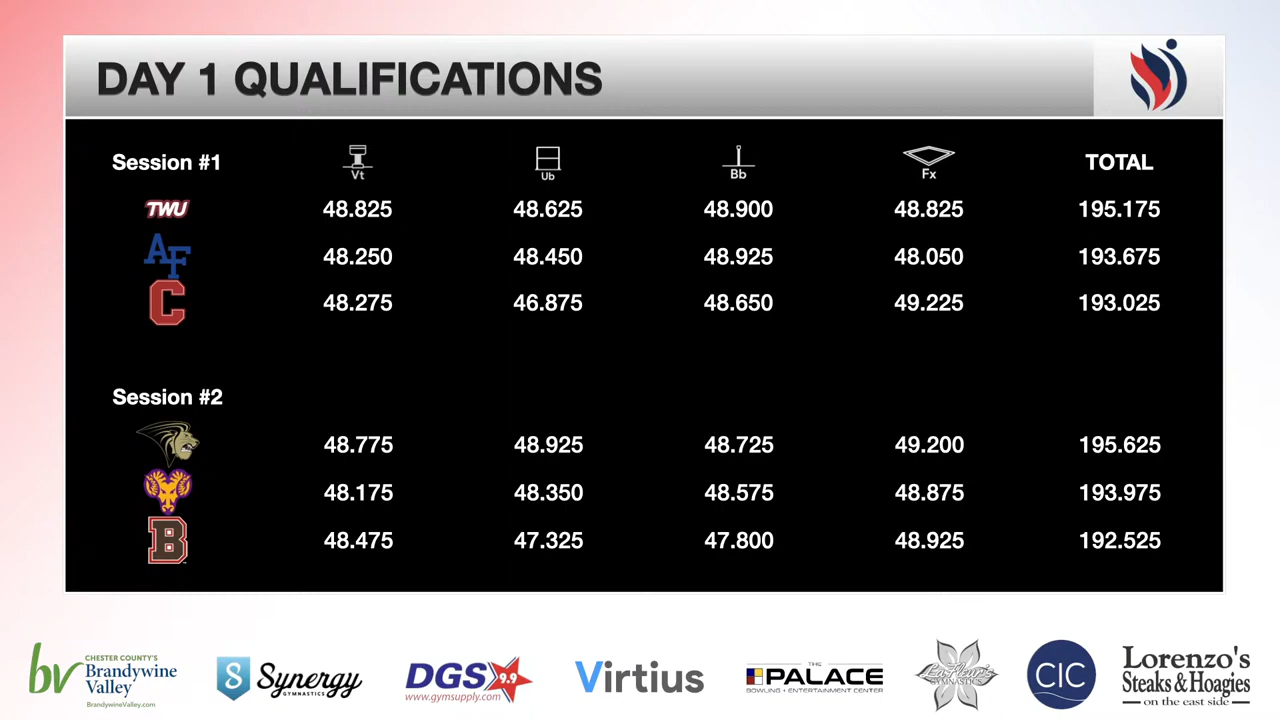 DAY 1 QUALIFICATIONS
Session #1 Vt Ub Bb Fx TOTAL
TWU 48.825 48.625 48.900 48.825 195.175
AF 48.250 48.450 48.925 48.050 193.675
C 48.275 46.875 48.650 49.225 193.025
Session #2
48.775 48.925 48.725 49.200 195.625
48.175 48.350 48.575 48.875 193.975
B 48.475 47.325 47.800 48.925 192.525
bv CHESTER COUNTY'S
Brandywine
Valley
BrandywineValley.com
S Synergy
GYMNASTICS
DGS 9.9
www.gymsupply.com
Virtius
THE
PALACE
BOWLING + ENTERTAINMENT CENTER
GYMNASTICS
CIC
Lorenzo's
Steaks & Hoagies
on the east side